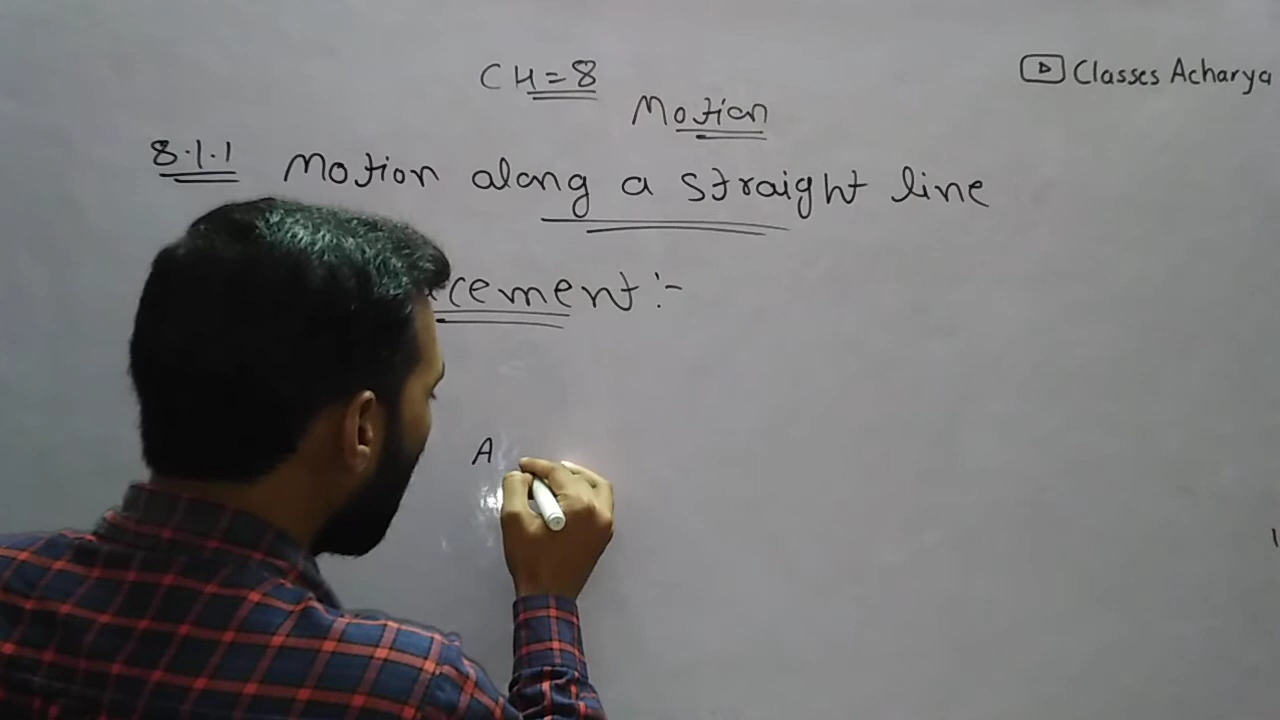 CH=8
Classes Acharya
Motion
8.1.1 Motion along a straight line
cement :-
A